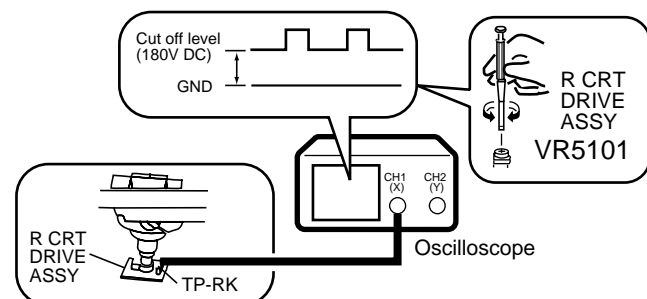 Cut off level
(180V DC)
GND
R CRT
DRIVE
ASSY
VR5101
CH1
(X)
CH2
(Y)
Oscilloscope
R CRT
DRIVE
ASSY
TP-RK